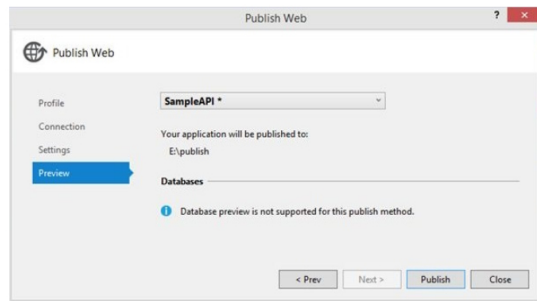 Publish Web
?
Publish Web
Profile
Connection
Settings
Preview
SampleAPI *
Your application will be published to:
E:\publish
Databases
Database preview is not supported for this publish method.
< Prev
Next >
Publish
Close